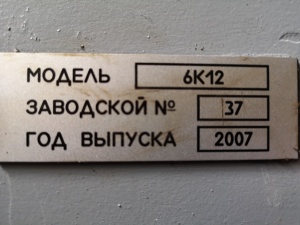 МОДЕЛЬ 6К12
ЗАВОДСКОЙ № 37
ГОД ВЫПУСКА 2007